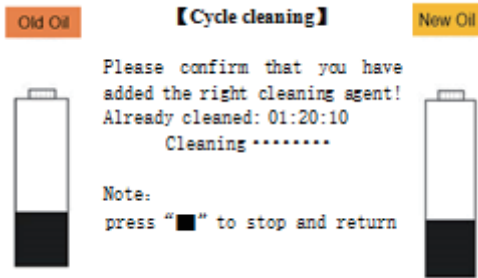 Old Oil
【Cycle cleaning】
New Oil
Please confirm that you have
added the right cleaning agent!
Already cleaned: 01:20:10
Cleaning ········
Note:
press “■” to stop and return